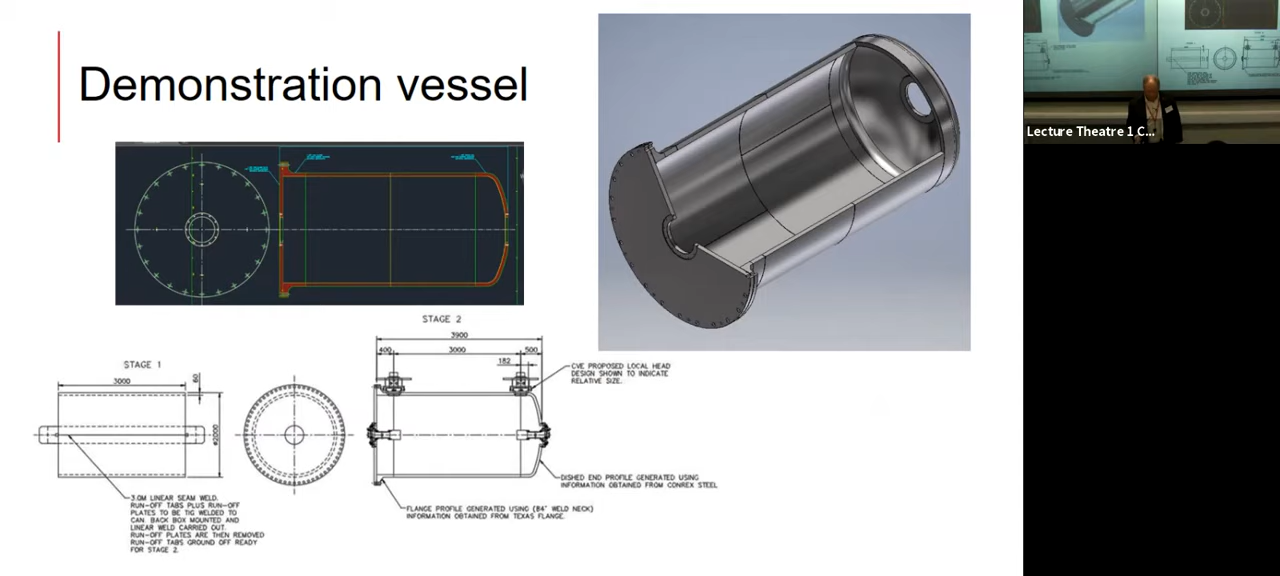 Demonstration vessel
STAGE 2
3900
400
3000
500
182
CVE PROPOSED LOCAL HEAD
DESIGN SHOWN TO INDICATE
RELATIVE SIZE.
STAGE 1
3000
60
ø2000
3.0M LINEAR SEAM WELD.
RUN-OFF TABS PLUS RUN-OFF
PLATES TO BE TIG WELDED TO
CAN. BACK BOX MOUNTED AND
LINEAR WELD CARRIED OUT.
RUN-OFF PLATES ARE THEN REMOVED
RUN-OFF TABS GROUND OFF READY
FOR STAGE 2.
DISHED END PROFILE GENERATED USING
INFORMATION OBTAINED FROM CONREX STEEL
FLANGE PROFILE GENERATED USING (84" WELD NECK)
INFORMATION OBTAINED FROM TEXAS FLANGE.
Lecture Theatre 1 C...